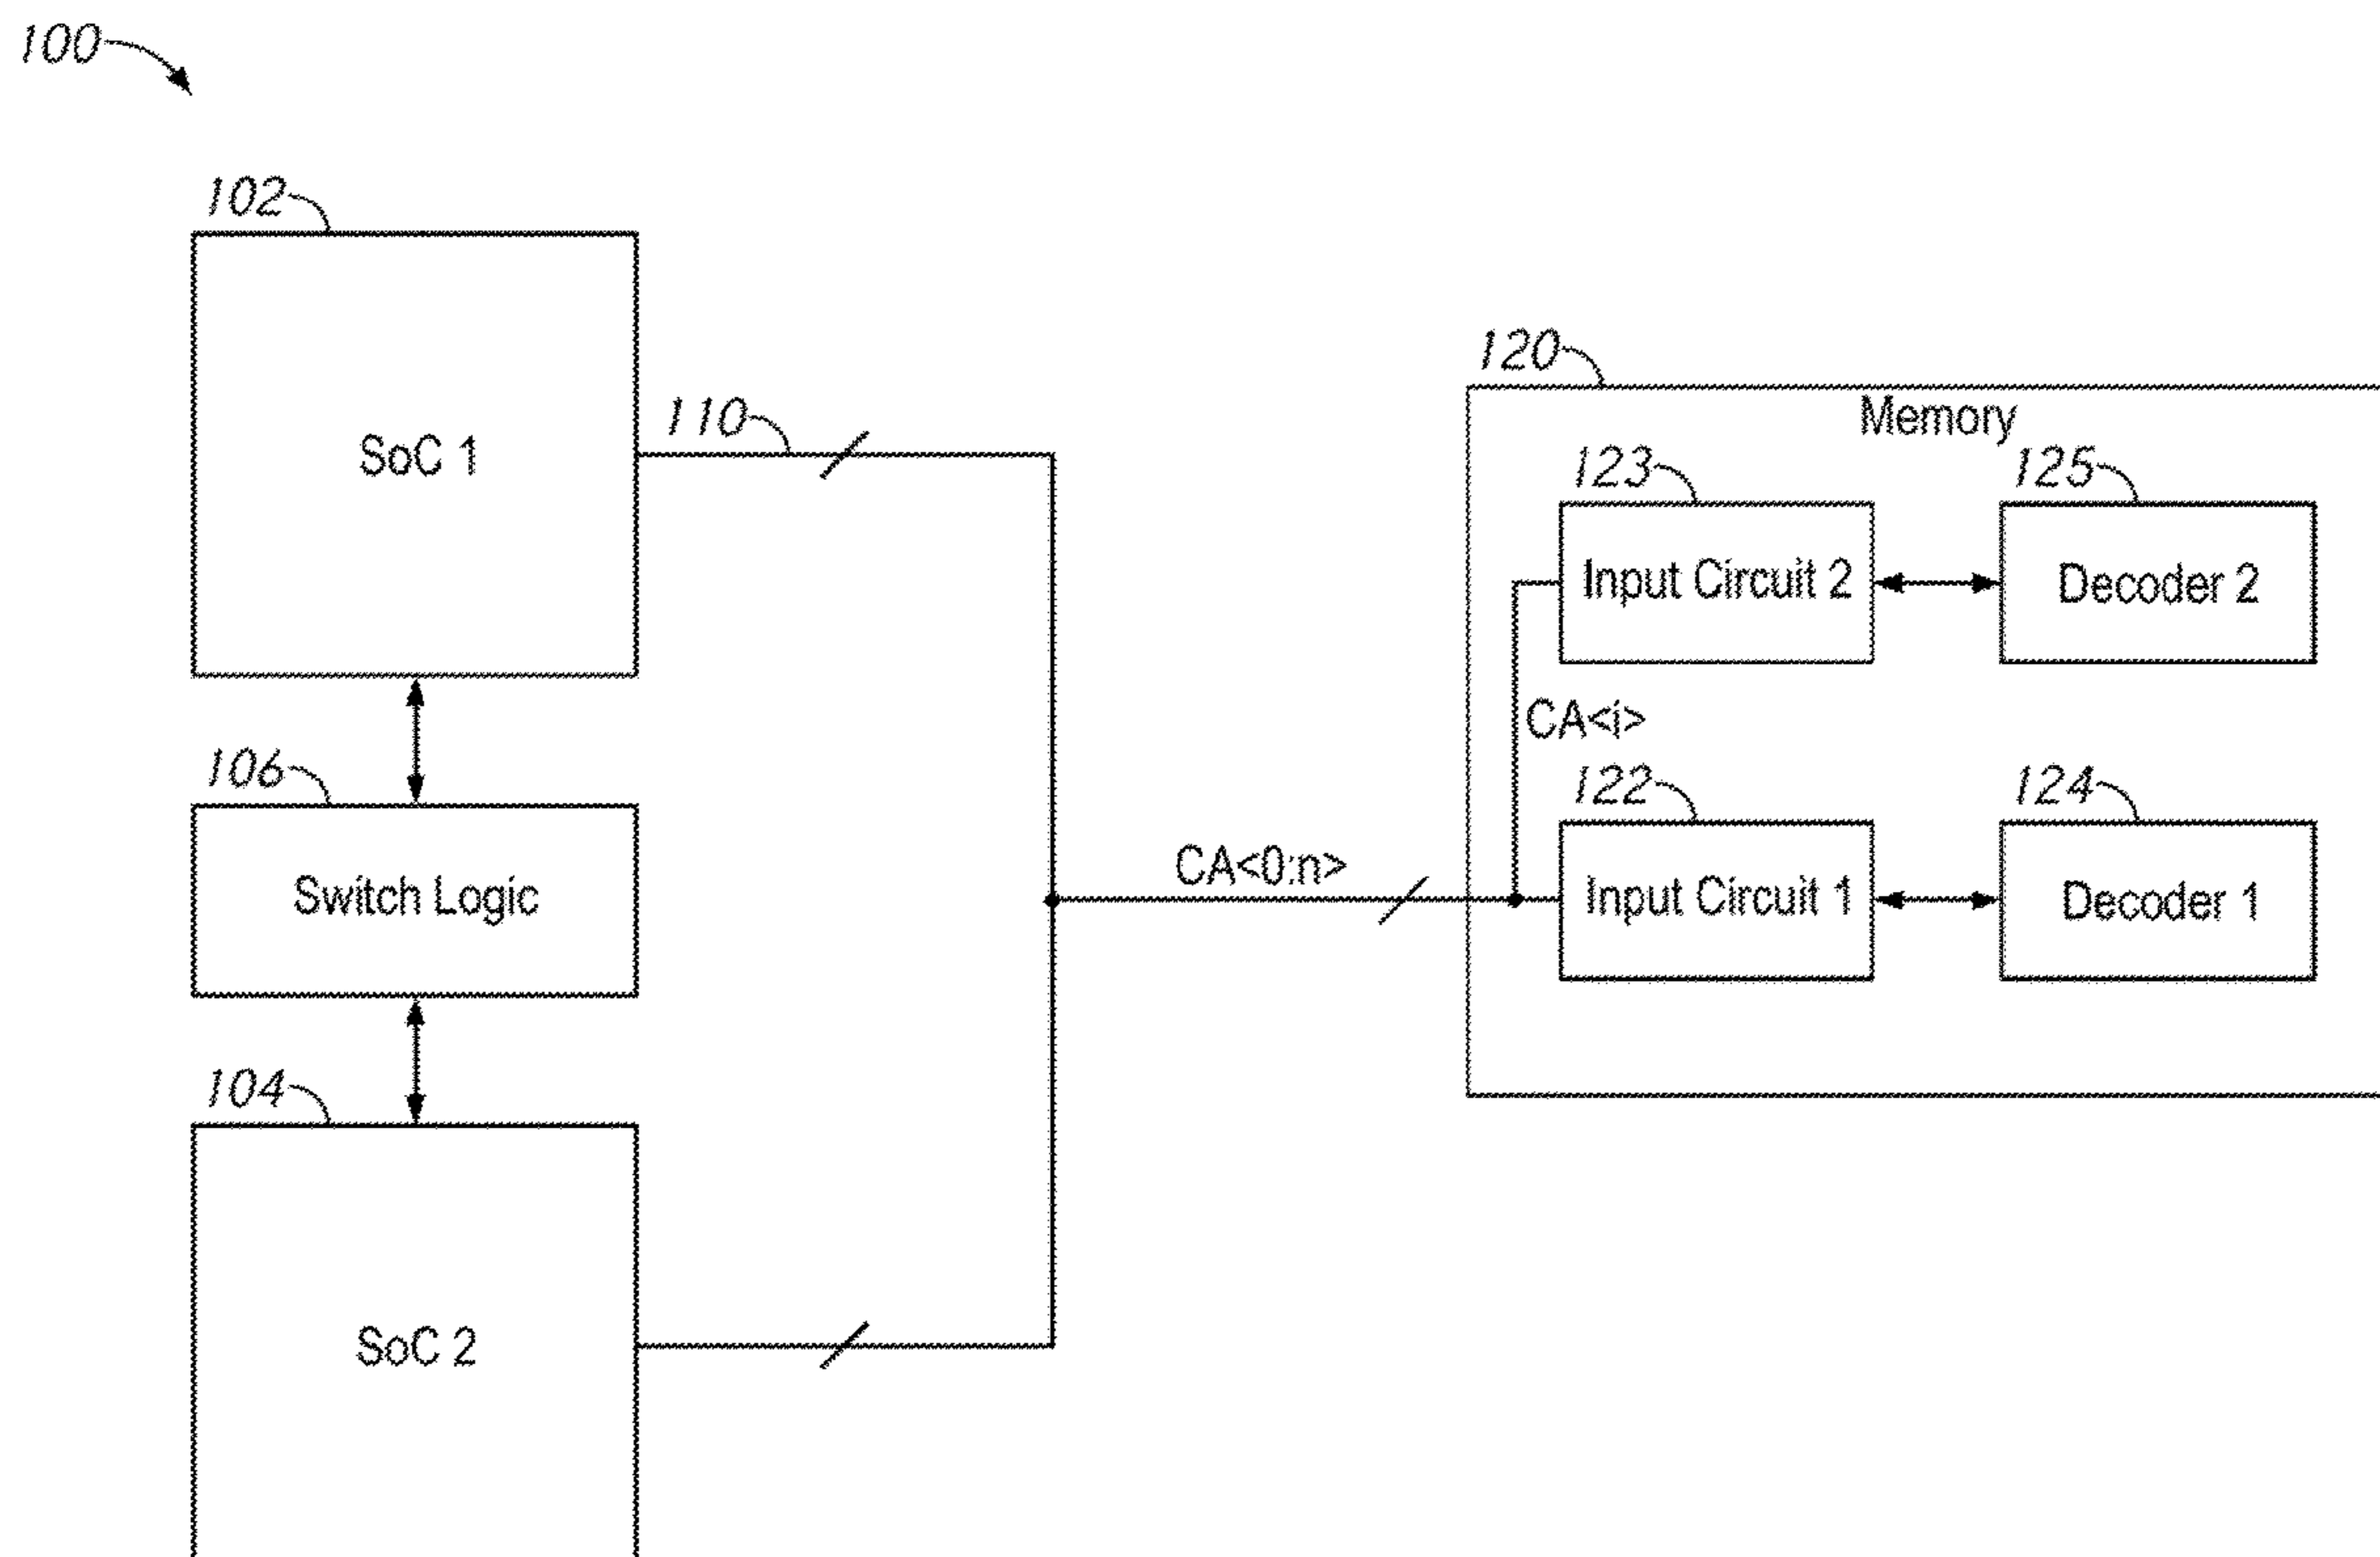 100
102
SoC 1
110
120
Memory
123
125
Input Circuit 2
Decoder 2
CA<i>
106
122
124
Switch Logic
CA<0:n>
Input Circuit 1
Decoder 1
104
SoC 2